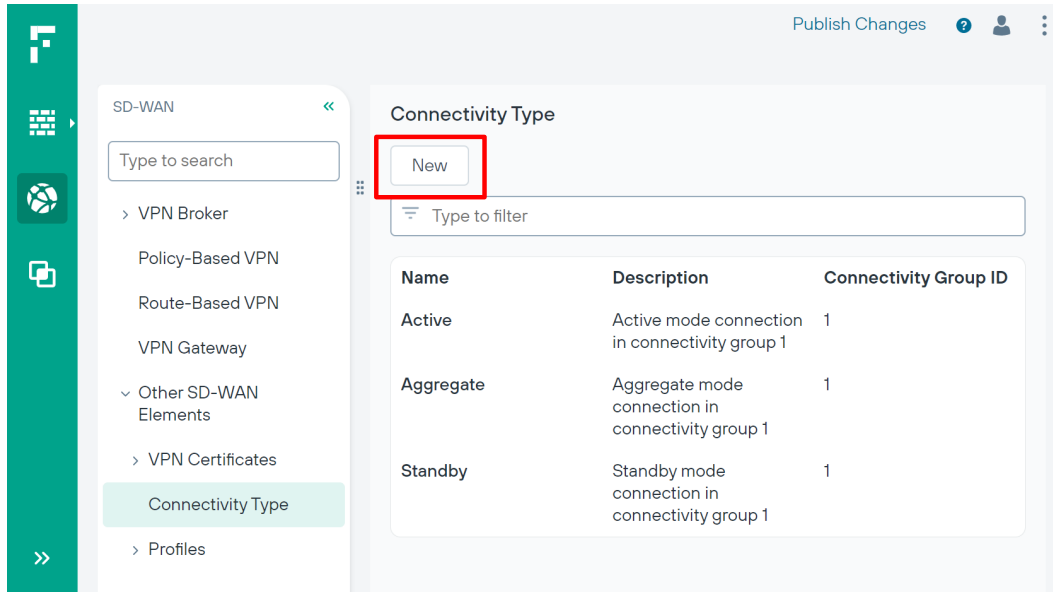 Publish Changes
SD-WAN
Type to search
VPN Broker
Policy-Based VPN
Route-Based VPN
VPN Gateway
Other SD-WAN
Elements
VPN Certificates
Connectivity Type
Profiles
Connectivity Type
New
Type to filter
Name Description Connectivity Group ID
Active Active mode connection 1
in connectivity group 1
Aggregate Aggregate mode 1
connection in
connectivity group 1
Standby Standby mode 1
connection in
connectivity group 1